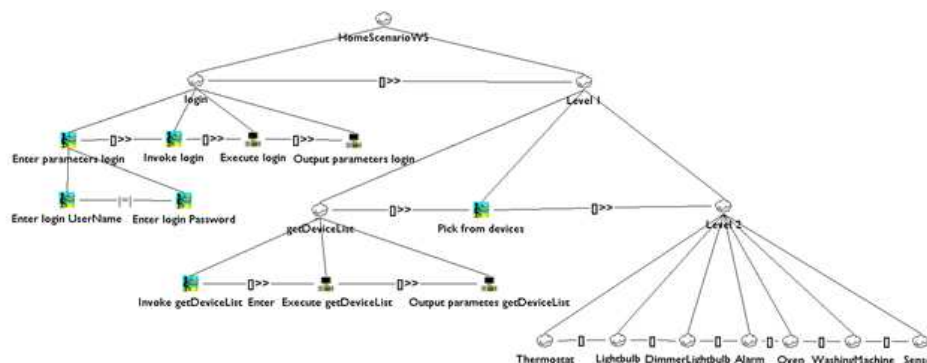 HomeScenarioWS
[]>>
login
Level 1
[]>>
[]>>
[]>>
Enter parameters login
Invoke login
Execute login
Output parameters login
|=|
Enter login UserName
Enter login Password
[]>>
[]>>
getDeviceList
Pick from devices
Level 2
[]>>
[]>>
Invoke getDeviceList
Enter
Execute getDeviceList
Output parametes getDeviceList
[]
[]
[]
[]
[]
[]
Thermostat
Lightbulb
DimmerLightbulb
Alarm
Oven
WashingMachine